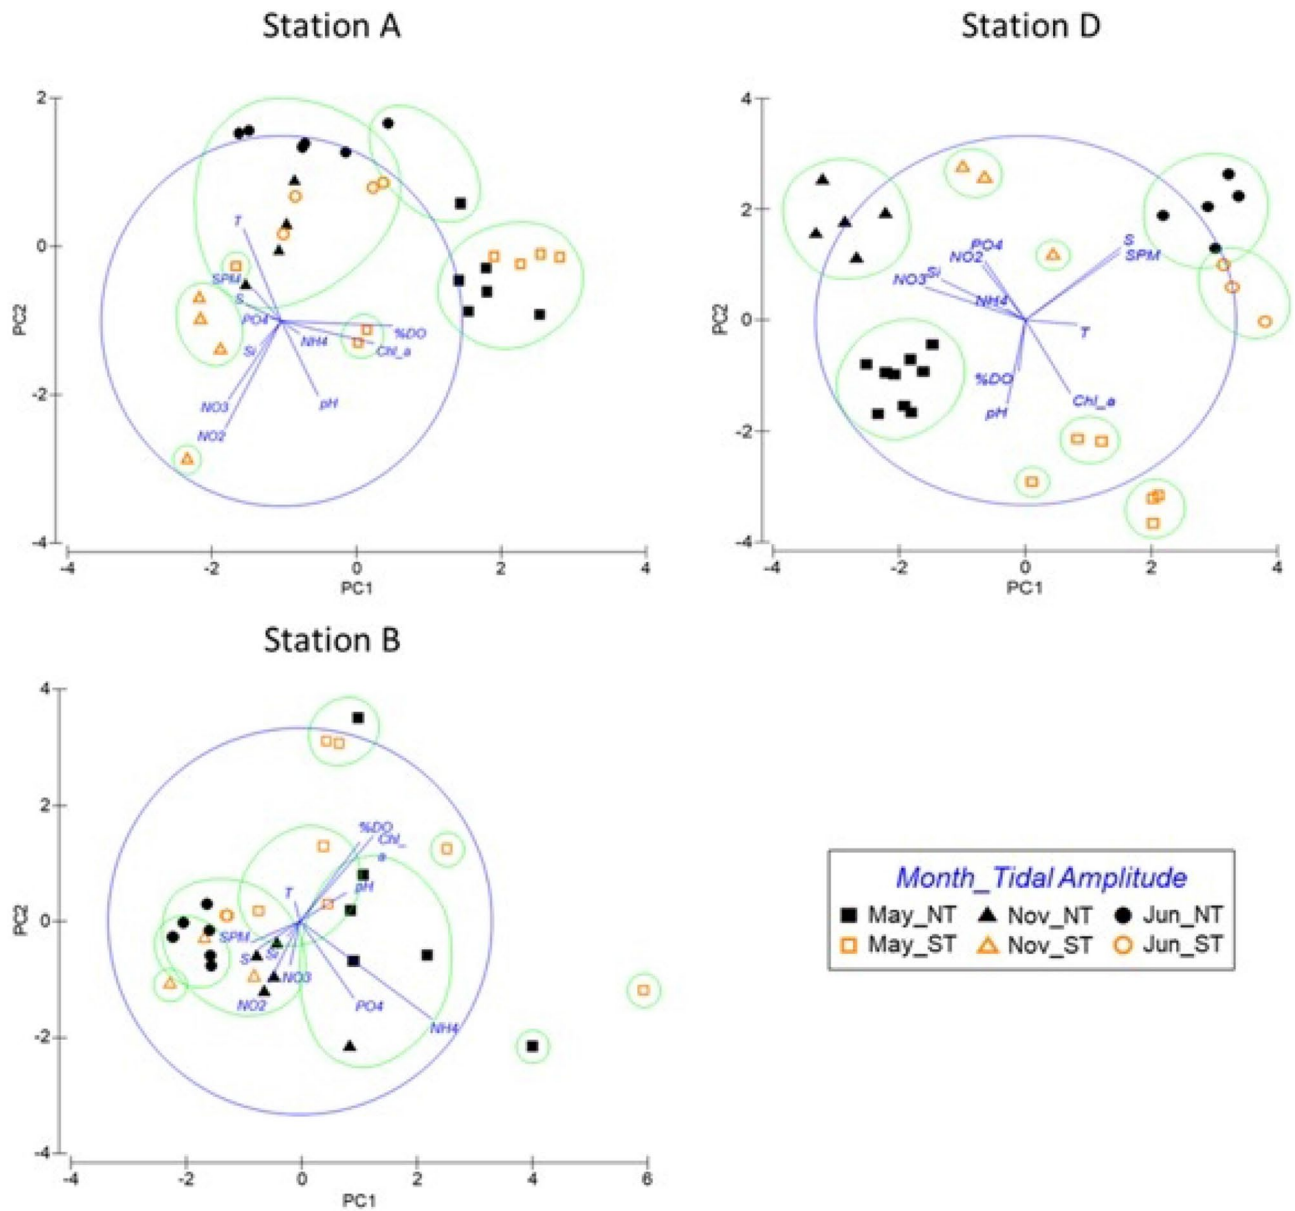 Station A
2
0
-2
-4
PC2
-4
-2
0
2
4
PC1
T
SPM
S
PO4
Si
NO3
NO2
NH4
%DO
Chl_a
pH
Station D
4
2
0
-2
-4
PC2
-4
-2
0
2
4
PC1
PO4
NO2
Si
NO3
NH4
S
SPM
T
%DO
pH
Chl_a
Station B
4
2
0
-2
-4
PC2
-4
-2
0
2
4
6
PC1
%DO
Chl_
a
pH
T
SPM
S
Si
NO3
NO2
PO4
NH4
Month_Tidal Amplitude
May_NT Nov_NT Jun_NT
May_ST Nov_ST Jun_ST